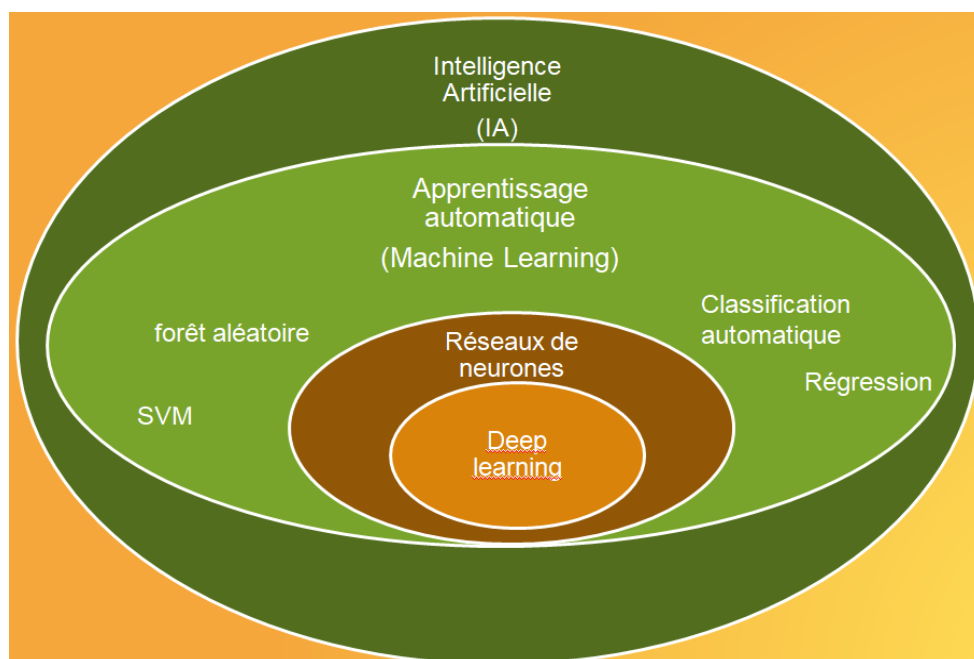 Intelligence
Artificielle
(IA)
Apprentissage
automatique
(Machine Learning)
forêt aléatoire
Classification
automatique
Réseaux de
neurones
Régression
SVM
Deep
learning